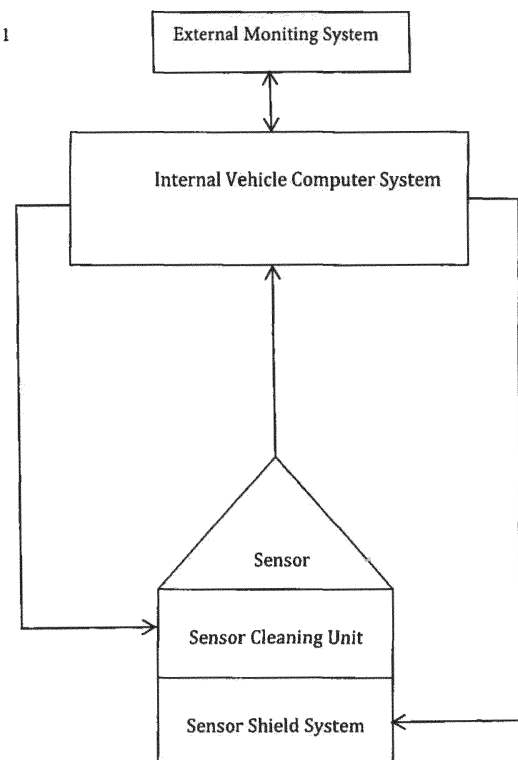 1
External Moniting System
Internal Vehicle Computer System
Sensor
Sensor Cleaning Unit
Sensor Shield System